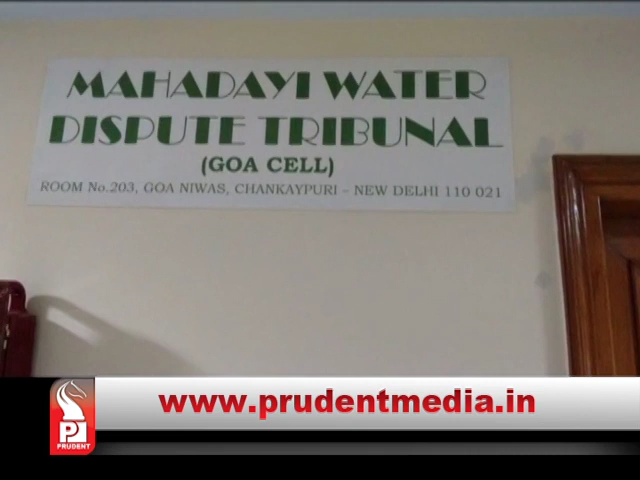 MAHADAYI WATER
DISPUTE TRIBUNAL
(GOA CELL)
ROOM No.203, GOA NIWAS, CHANKAYPURI – NEW DELHI 110 021
www.prudentmedia.in
P
PRUDENT